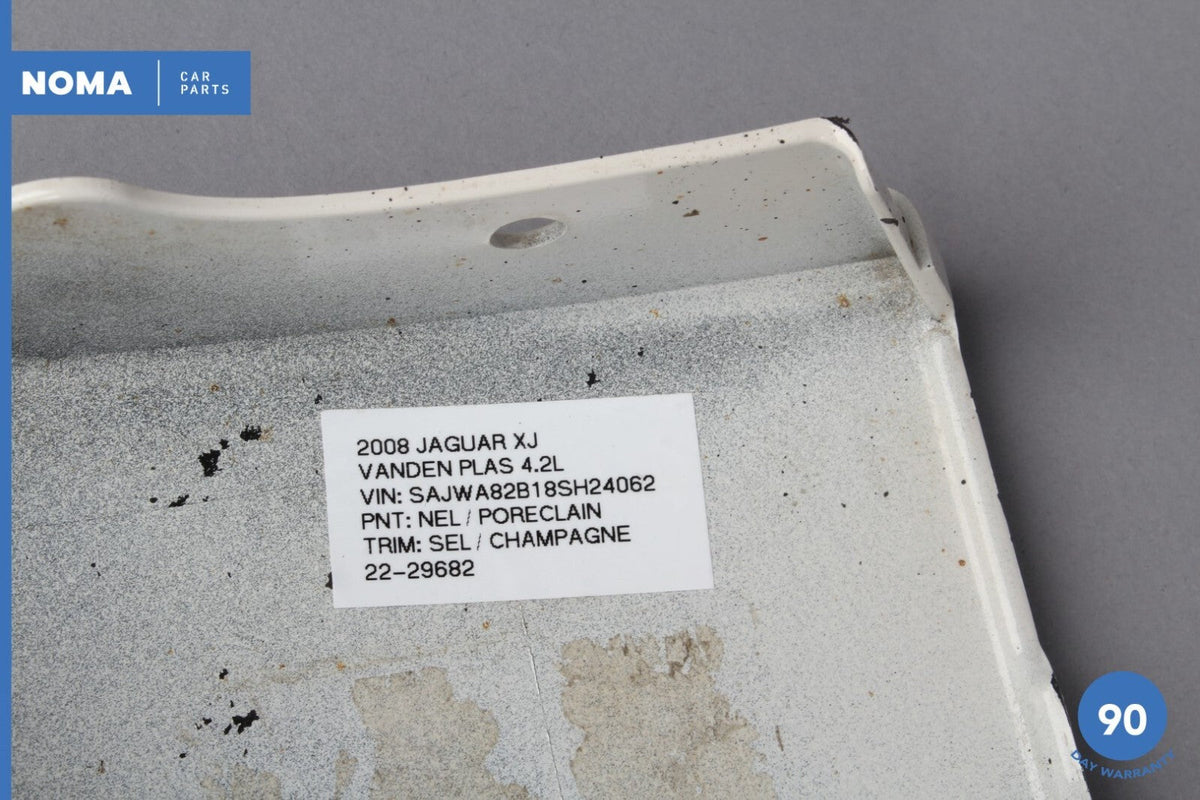 NOMA
CAR
PARTS
2008 JAGUAR XJ
VANDEN PLAS 4.2L
VIN: SAJWA82B18SH24062
PNT: NEL / PORECLAIN
TRIM: SEL / CHAMPAGNE
22-29682
90
DAY WARRANTY